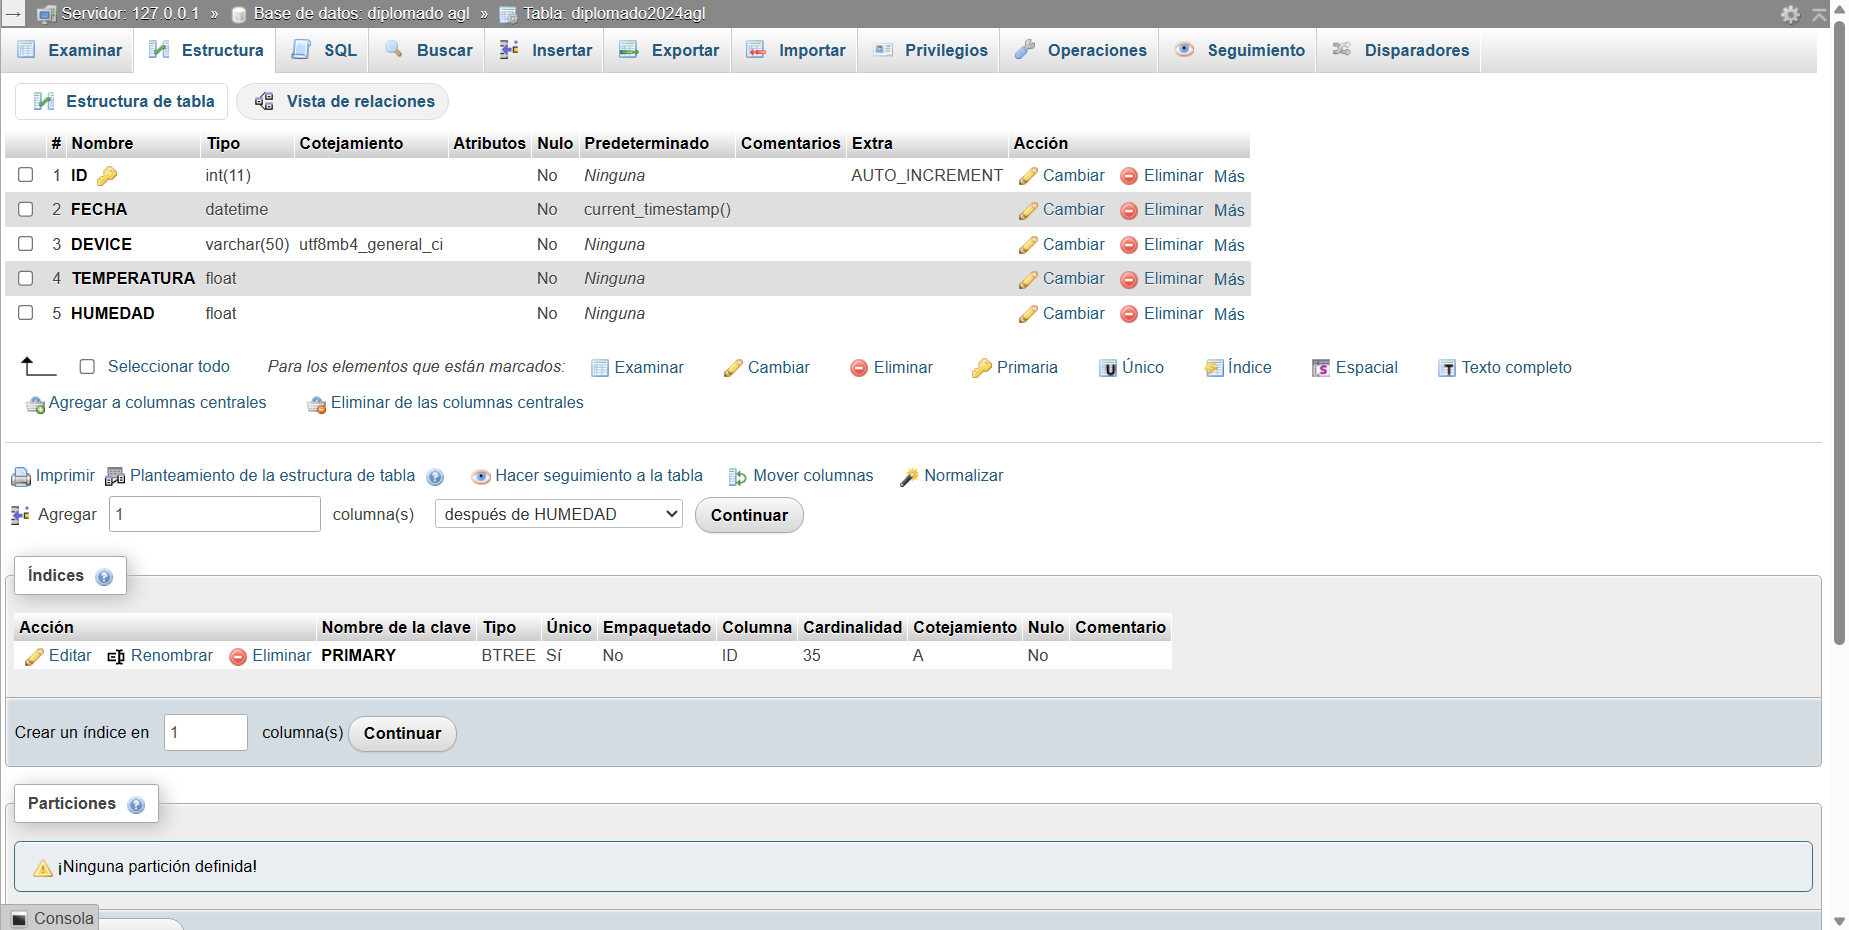 → Servidor: 127.0.0.1 » Base de datos: diplomado agl » Tabla: diplomado2024agl
Examinar Estructura SQL Buscar Insertar Exportar Importar Privilegios Operaciones Seguimiento Disparadores
Estructura de tabla Vista de relaciones
# Nombre Tipo Cotejamiento Atributos Nulo Predeterminado Comentarios Extra Acción
1 ID int(11) No Ninguna AUTO_INCREMENT Cambiar Eliminar Más
2 FECHA datetime No current_timestamp() Cambiar Eliminar Más
3 DEVICE varchar(50) utf8mb4_general_ci No Ninguna Cambiar Eliminar Más
4 TEMPERATURA float No Ninguna Cambiar Eliminar Más
5 HUMEDAD float No Ninguna Cambiar Eliminar Más
Seleccionar todo Para los elementos que están marcados: Examinar Cambiar Eliminar Primaria Único Índice Espacial Texto completo
Agregar a columnas centrales Eliminar de las columnas centrales
Imprimir Planteamiento de la estructura de tabla Hacer seguimiento a la tabla Mover columnas Normalizar
Agregar 1 columna(s) después de HUMEDAD Continuar
Índices
Acción Nombre de la clave Tipo Único Empaquetado Columna Cardinalidad Cotejamiento Nulo Comentario
Editar Renombrar Eliminar PRIMARY BTREE Sí No ID 35 A No
Crear un índice en 1 columna(s) Continuar
Particiones
¡Ninguna partición definida!
Consola